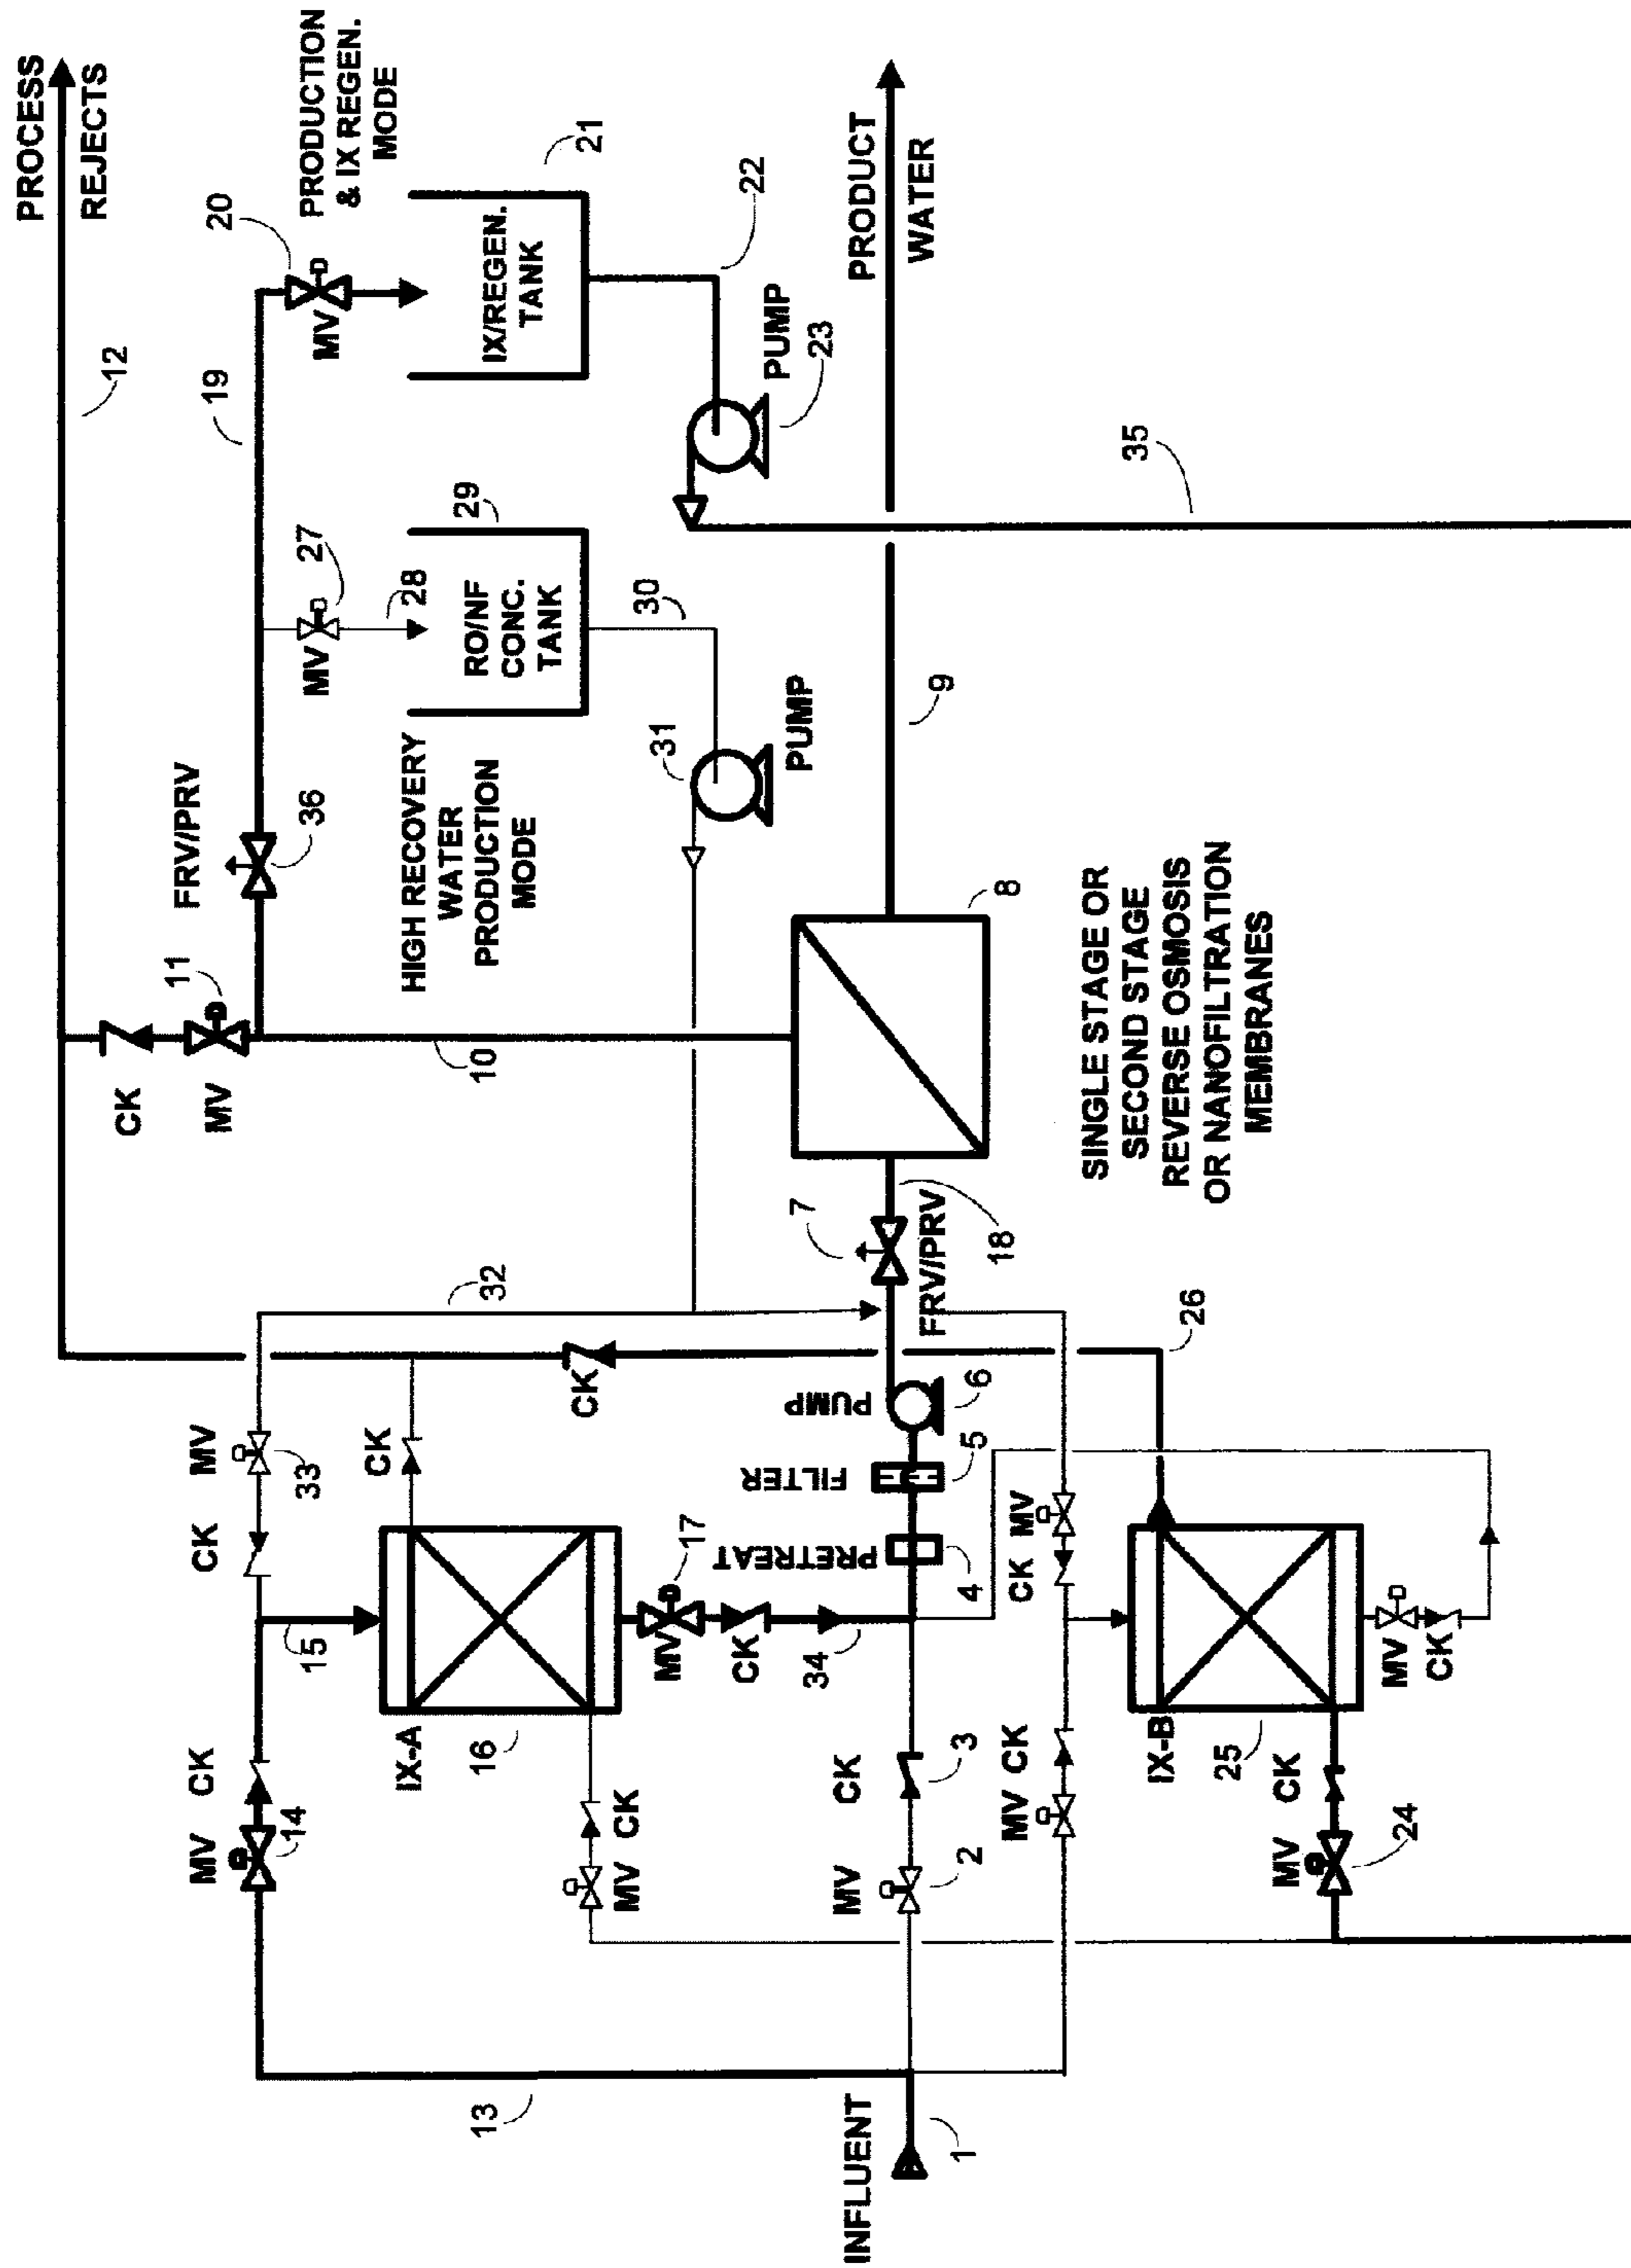 PROCESS
REJECTS
12
PRODUCTION
& IX REGEN.
MODE
20
19
MV
21
IX/REGEN.
TANK
22
PUMP
23
PRODUCT
WATER
35
27
MV
28
29
RO/NF
CONC.
TANK
30
31
PUMP
HIGH RECOVERY
WATER
PRODUCTION
MODE
FRV/PRV
36
11
CK
MV
10
9
8
SINGLE STAGE OR
SECOND STAGE
REVERSE OSMOSIS
OR NANOFILTRATION
MEMBRANES
7
18
FRV/PRV
32
26
CK
MV
33
CK
CK
PUMP
6
FILTER
5
PRETREAT
4
17
MV
CK
34
15
IX-A
16
MV CK
14
CK
MV
CK
3
MV
2
CK MV
MV CK
IX-B
25
MV
CK
CK
MV
24
13
INFLUENT
1